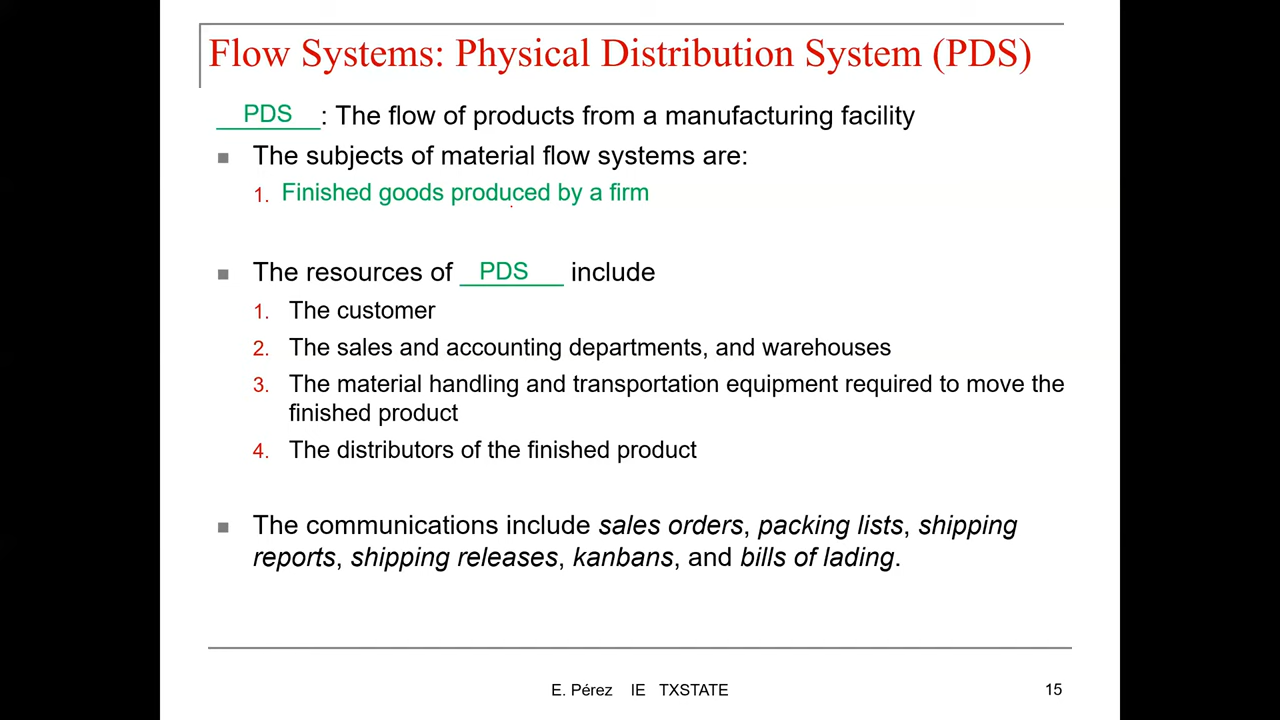 Flow Systems: Physical Distribution System (PDS)
PDS: The flow of products from a manufacturing facility
The subjects of material flow systems are:
1. Finished goods produced by a firm
The resources of PDS include
1. The customer
2. The sales and accounting departments, and warehouses
3. The material handling and transportation equipment required to move the
finished product
4. The distributors of the finished product
The communications include sales orders, packing lists, shipping
reports, shipping releases, kanbans, and bills of lading.
E. Pérez IE TXSTATE 15